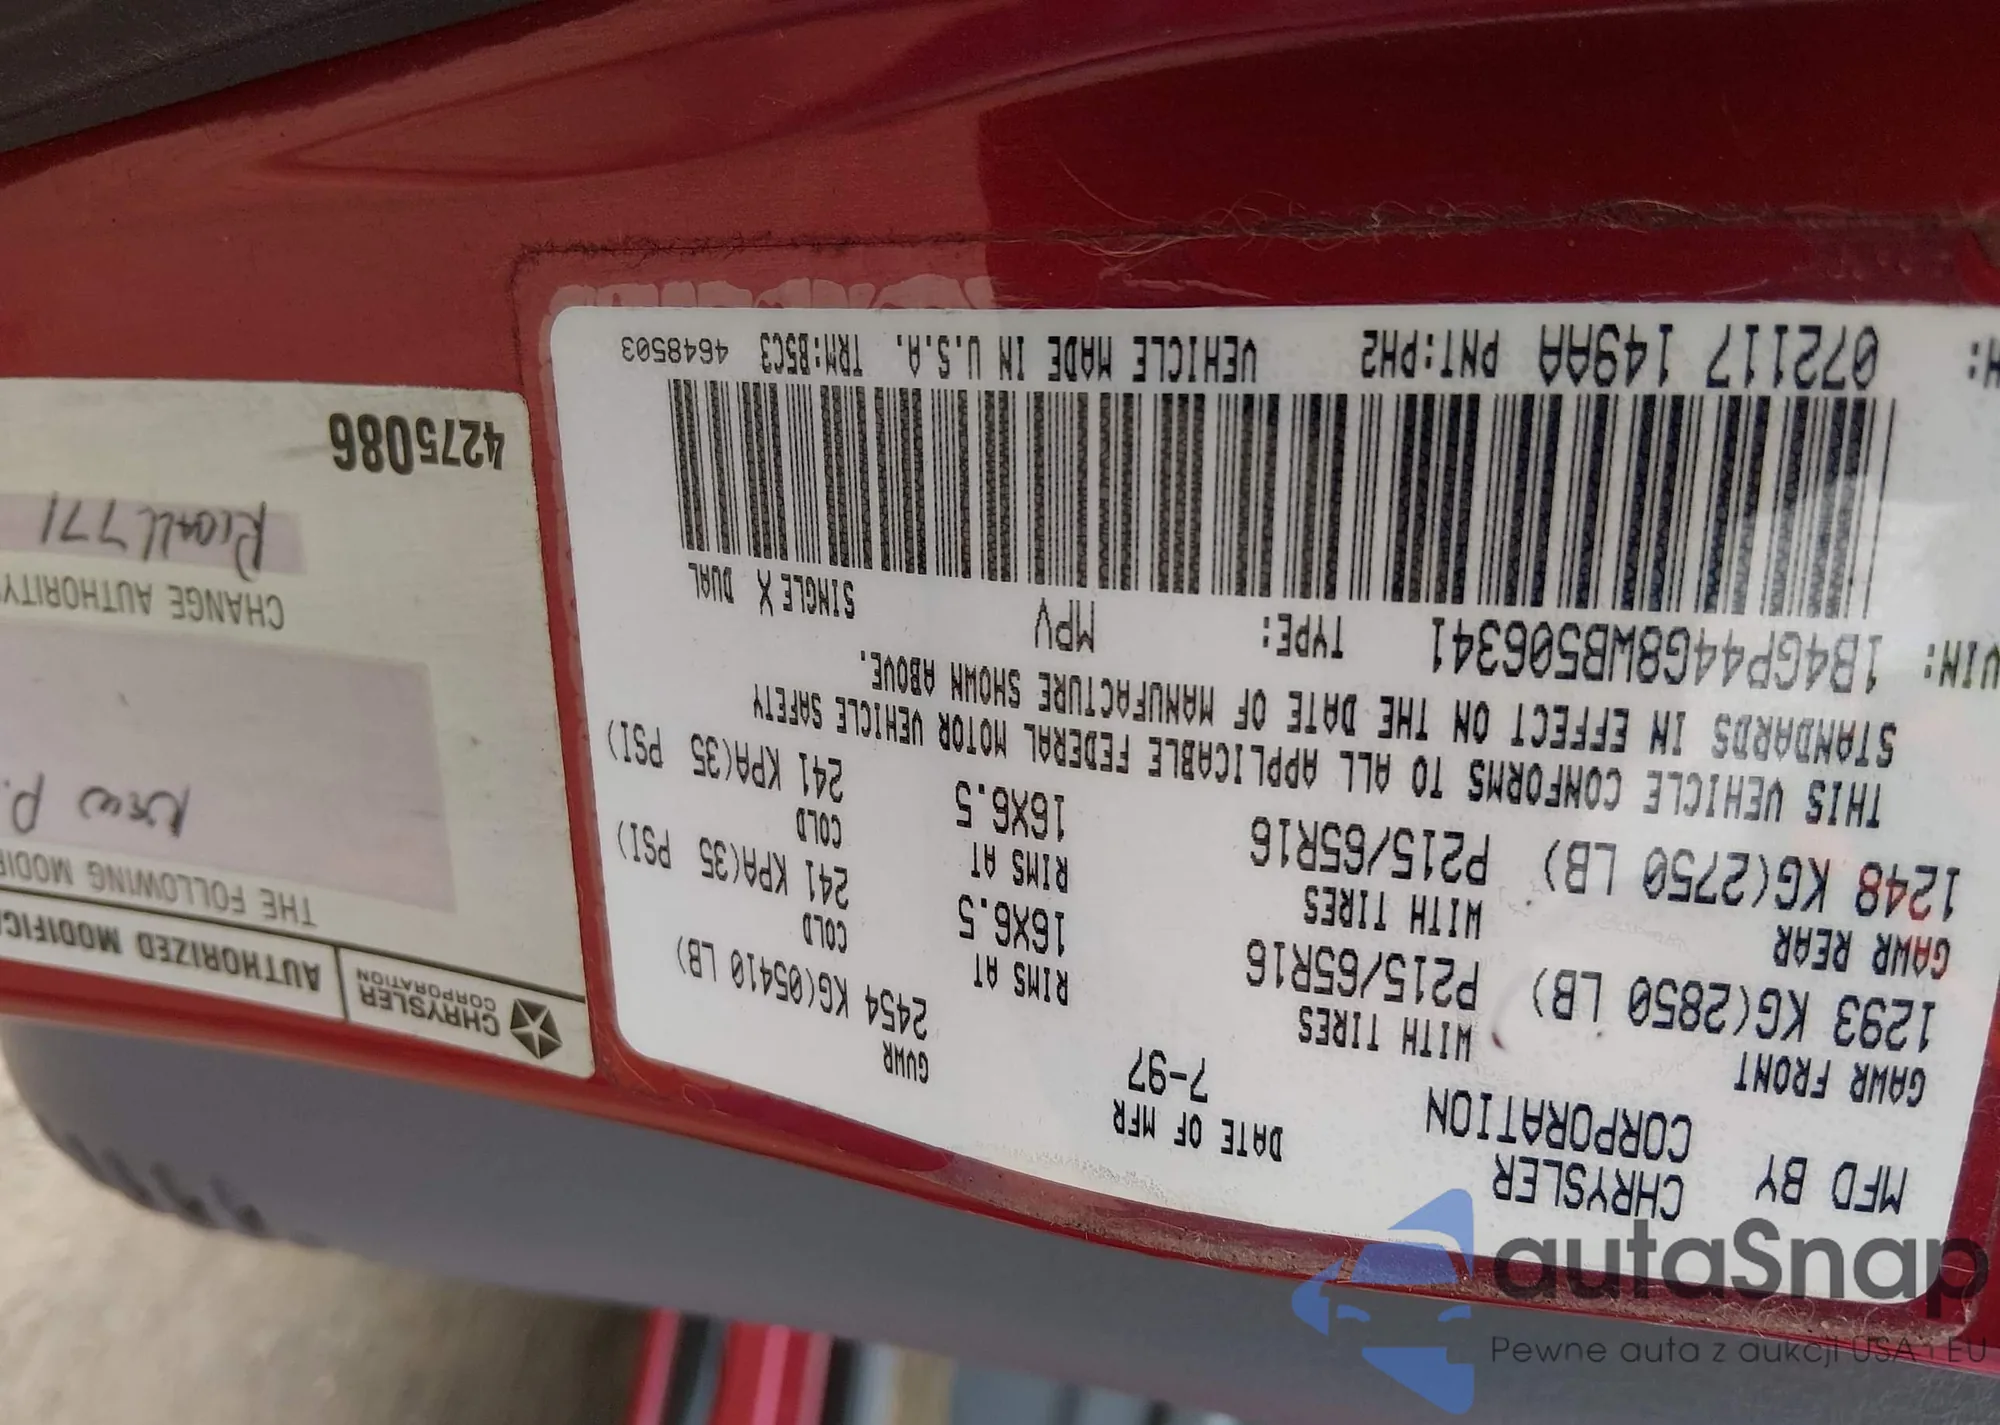 MFD BY CHRYSLER CORPORATION
DATE OF MFR 7-97
GVWR 2454 KG(05410 LB)
GAWR FRONT WITH TIRES RIMS AT COLD
1293 KG(2850 LB) P215/65R16 16X6.5 241 KPA(35 PSI)
GAWR REAR WITH TIRES RIMS AT COLD
1248 KG(2750 LB) P215/65R16 16X6.5 241 KPA(35 PSI)
THIS VEHICLE CONFORMS TO ALL APPLICABLE FEDERAL MOTOR VEHICLE SAFETY
STANDARDS IN EFFECT ON THE DATE OF MANUFACTURE SHOWN ABOVE.
VIN: 1B4GP44G8WB506341 TYPE: MPV SINGLE X DUAL
072117 149AA PNT:PH2 VEHICLE MADE IN U.S.A. TRM:B5C3 4648503
CHRYSLER
CORPORATION
AUTHORIZED
THE FOLLOWING
New P.
CHANGE AUTHORITY
Recall 771
4275086
autaSnap
Pewne auta z aukcji USA i EU